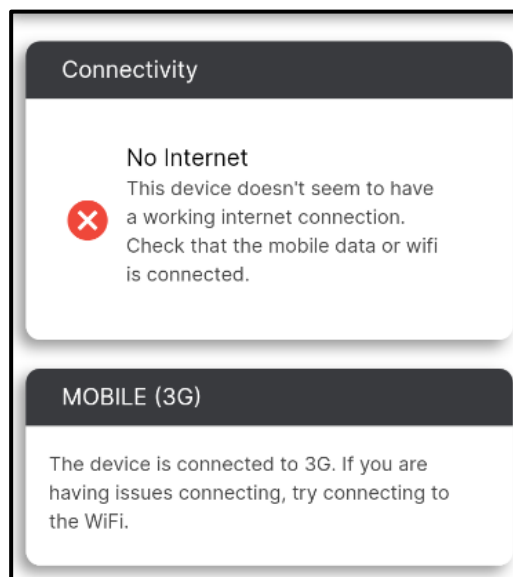 Connectivity
No Internet
This device doesn't seem to have
a working internet connection.
Check that the mobile data or wifi
is connected.
MOBILE (3G)
The device is connected to 3G. If you are
having issues connecting, try connecting to
the WiFi.